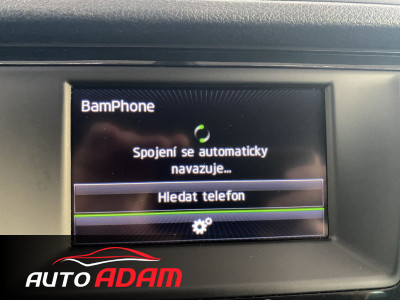 BamPhone
Spojení se automaticky
navazuje...
Hledat telefon
AUTO ADAM